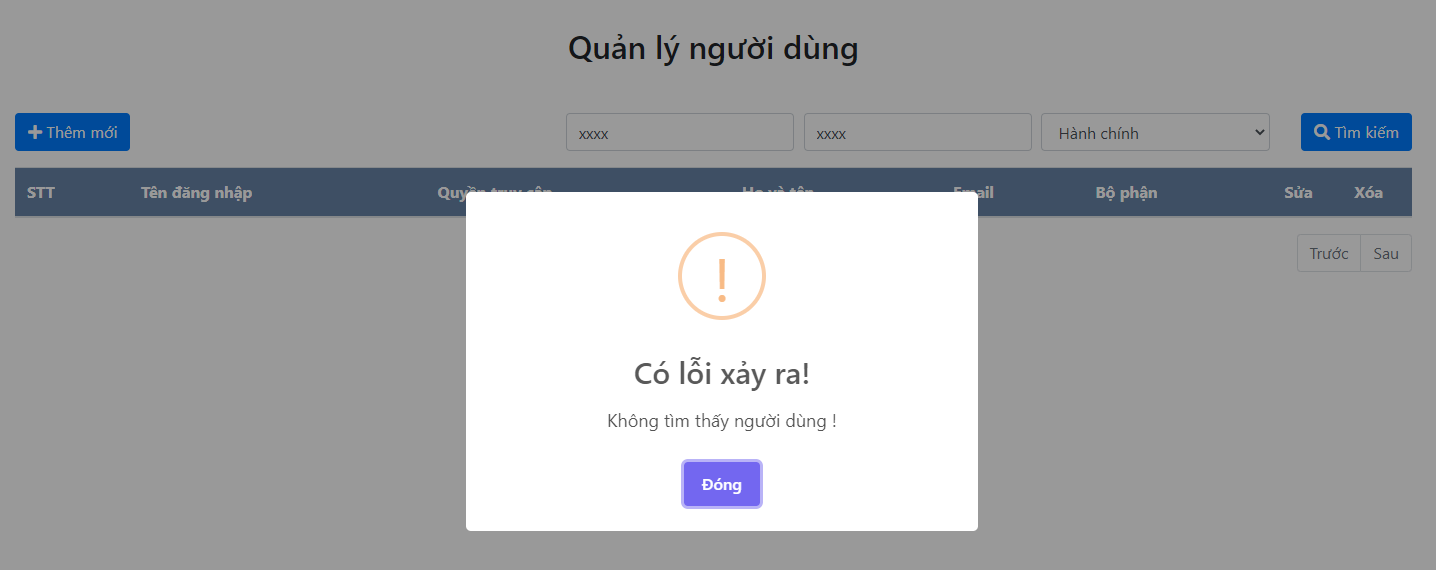 Quản lý người dùng
Thêm mới
xxxx
xxxx
Hành chính
Tìm kiếm
STT Tên đăng nhập Email Bộ phận Sửa Xóa
Trước Sau
!
Có lỗi xảy ra!
Không tìm thấy người dùng !
Đóng